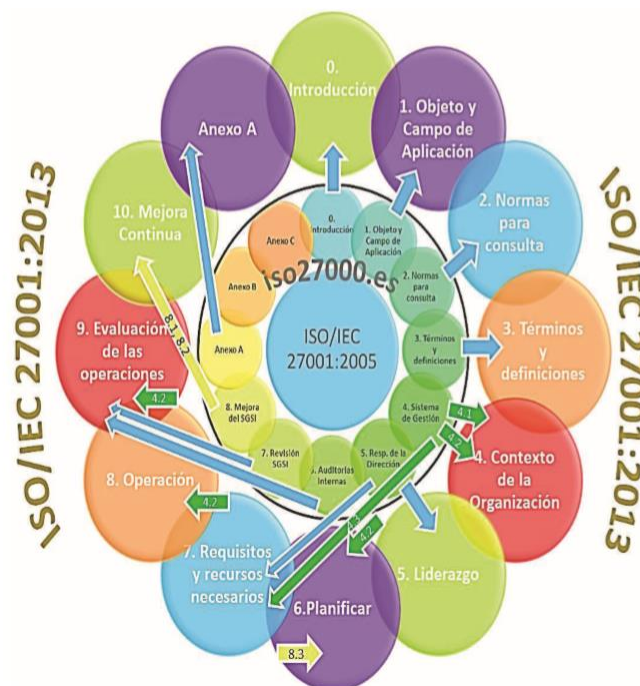 0.
Introducción
1. Objeto y
Campo de
Aplicación
2. Normas
para
consulta
3. Términos
y
definiciones
4. Contexto
de la
Organización
5. Liderazgo
6.Planificar
7. Requisitos
y recursos
necesarios
8. Operación
9. Evaluación
de las
operaciones
10. Mejora
Continua
Anexo A
ISO/IEC 27001:2013
ISO/IEC 27001:2013
0.
Introducción
1. Objeto y
Campo de
Aplicación
2. Normas
para
consulta
3. Términos y
definiciones
4. Sistema
de Gestión
5. Resp. de la
Dirección
6. Auditorias
Internas
7. Revisión
SGSI
8. Mejora
del SGSI
Anexo A
Anexo B
Anexo C
iso27000.es
ISO/IEC
27001:2005
8.1, 8.2
4.2
4.2
4.1
4.2
4.3
4.2
8.3